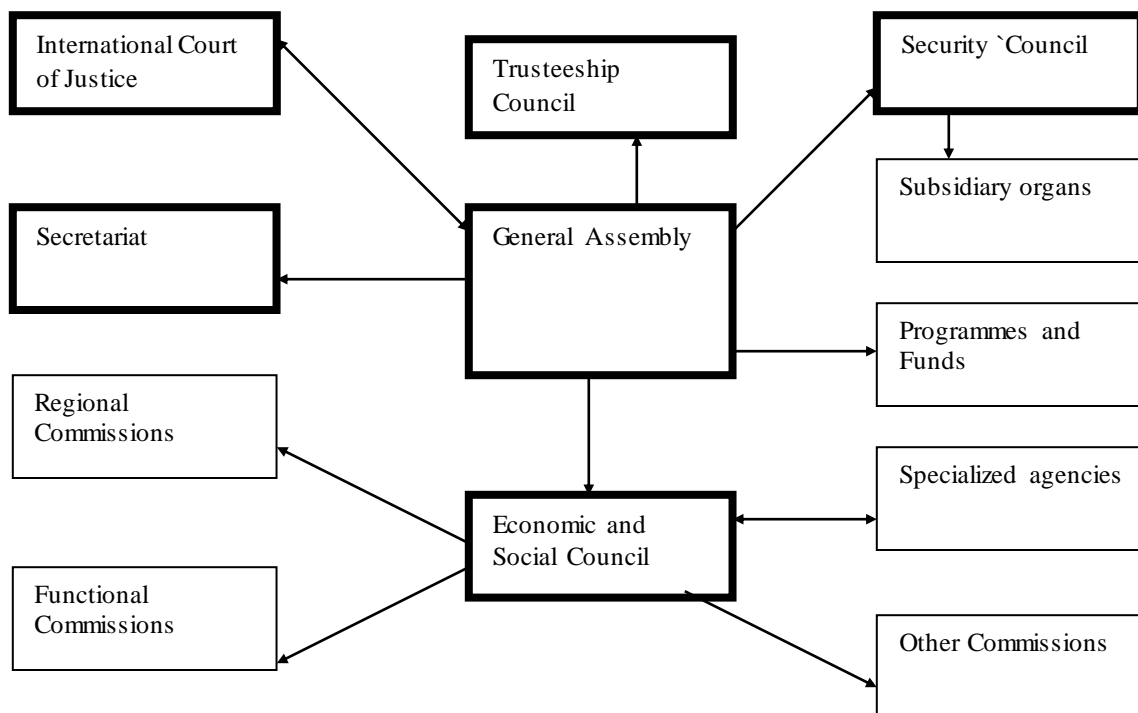 International Court
of Justice
Trusteeship
Council
Security `Council
Subsidiary organs
Secretariat
General Assembly
Programmes and
Funds
Regional
Commissions
Specialized agencies
Economic and
Social Council
Functional
Commissions
Other Commissions